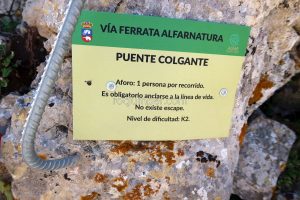 VÍA FERRATA ALFARNATURA
PUENTE COLGANTE
Aforo: 1 persona por recorrido.
Es obligatorio anclarse a la línea de vida.
No existe escape.
Nivel de dificultad: K2.